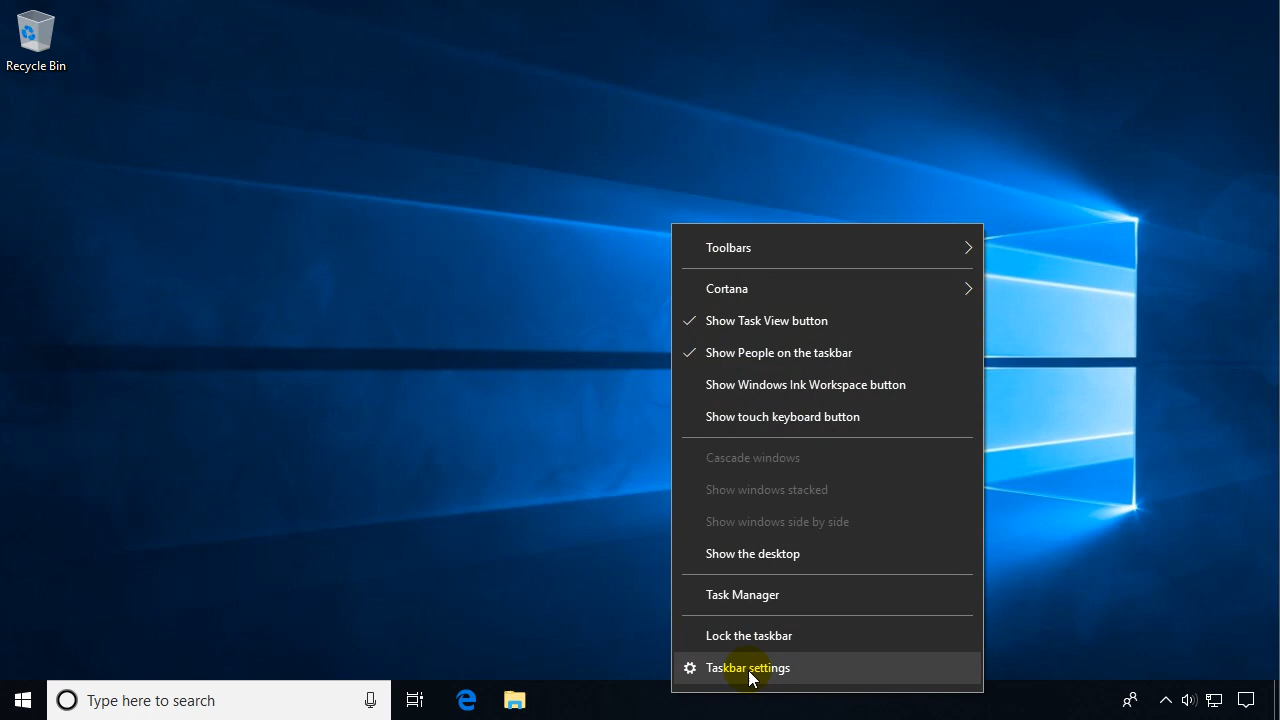 Recycle Bin
Toolbars
Cortana
Show Task View button
Show People on the taskbar
Show Windows Ink Workspace button
Show touch keyboard button
Cascade windows
Show windows stacked
Show windows side by side
Show the desktop
Task Manager
Lock the taskbar
Taskbar settings
Type here to search